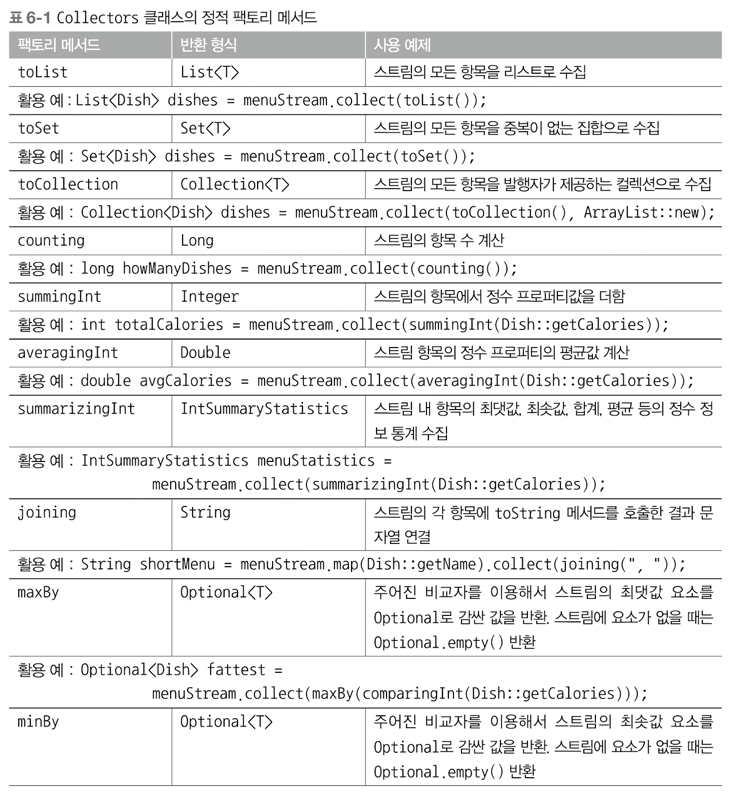 표 6-1 Collectors 클래스의 정적 팩토리 메서드
팩토리 메서드 반환 형식 사용 예제
toList List<T> 스트림의 모든 항목을 리스트로 수집
활용 예 : List<Dish> dishes = menuStream.collect(toList());
toSet Set<T> 스트림의 모든 항목을 중복이 없는 집합으로 수집
활용 예 : Set<Dish> dishes = menuStream.collect(toSet());
toCollection Collection<T> 스트림의 모든 항목을 발행자가 제공하는 컬렉션으로 수집
활용 예 : Collection<Dish> dishes = menuStream.collect(toCollection(), ArrayList::new);
counting Long 스트림의 항목 수 계산
활용 예 : long howManyDishes = menuStream.collect(counting());
summingInt Integer 스트림의 항목에서 정수 프로퍼티값을 더함
활용 예 : int totalCalories = menuStream.collect(summingInt(Dish::getCalories));
averagingInt Double 스트림 항목의 정수 프로퍼티의 평균값 계산
활용 예 : double avgCalories = menuStream.collect(averagingInt(Dish::getCalories));
summarizingInt IntSummaryStatistics 스트림 내 항목의 최댓값, 최솟값, 합계, 평균 등의 정수 정
보 통계 수집
활용 예 : IntSummaryStatistics menuStatistics =
menuStream.collect(summarizingInt(Dish::getCalories));
joining String 스트림의 각 항목에 toString 메서드를 호출한 결과 문
자열 연결
활용 예 : String shortMenu = menuStream.map(Dish::getName).collect(joining(", "));
maxBy Optional<T> 주어진 비교자를 이용해서 스트림의 최댓값 요소를
Optional로 감싼 값을 반환. 스트림에 요소가 없을 때는
Optional.empty() 반환
활용 예 : Optional<Dish> fattest =
menuStream.collect(maxBy(comparingInt(Dish::getCalories)));
minBy Optional<T> 주어진 비교자를 이용해서 스트림의 최솟값 요소를
Optional로 감싼 값을 반환. 스트림에 요소가 없을 때는
Optional.empty() 반환